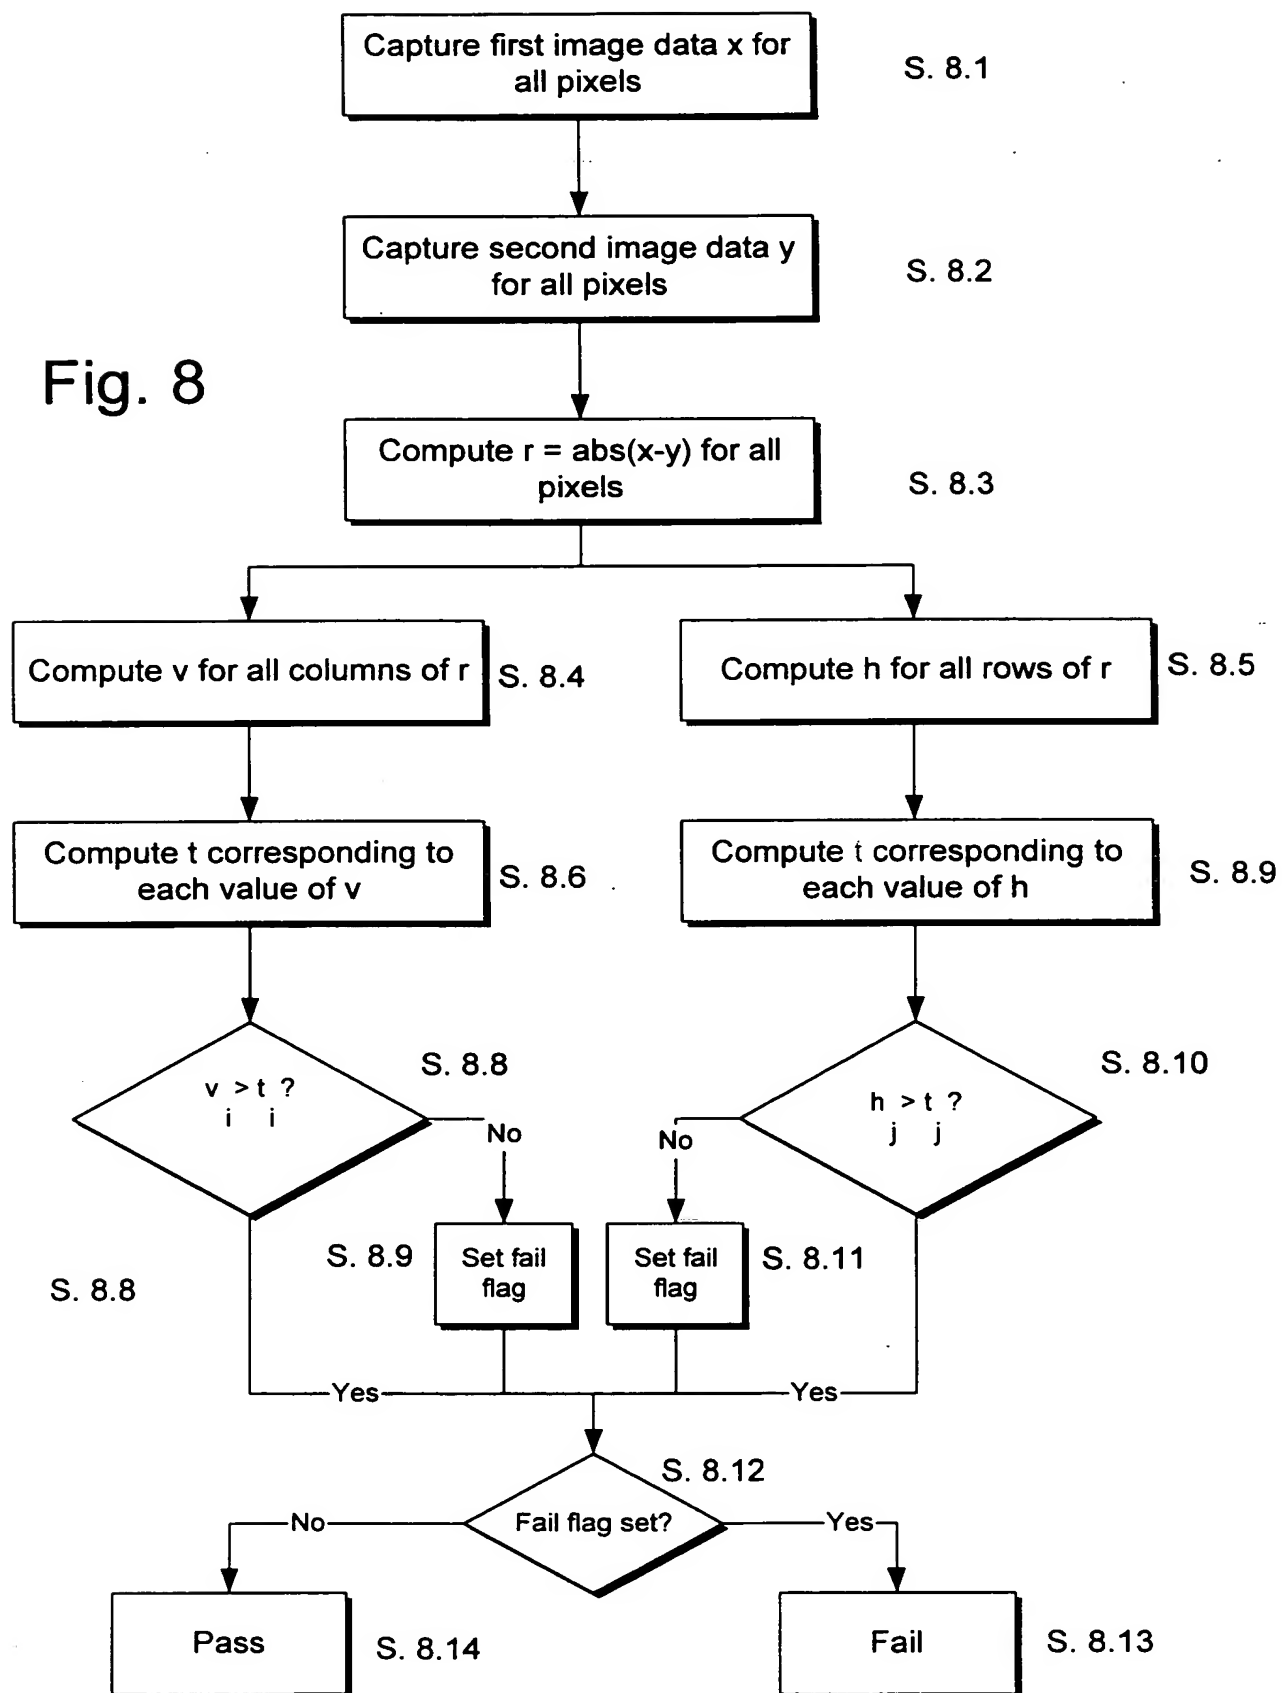 Capture first image data x for
all pixels
S. 8.1
Capture second image data y
for all pixels
S. 8.2
Fig. 8
Compute r = abs(x-y) for all
pixels
S. 8.3
Compute v for all columns of r
S. 8.4
Compute h for all rows of r
S. 8.5
Compute t corresponding to
each value of v
S. 8.6
Compute t corresponding to
each value of h
S. 8.9
v > t ?
i i
S. 8.8
No
h > t ?
j j
S. 8.10
No
S. 8.8
S. 8.9
Set fail
flag
Set fail
flag
S. 8.11
Yes
Yes
S. 8.12
Fail flag set?
No
Yes
Pass
S. 8.14
Fail
S. 8.13